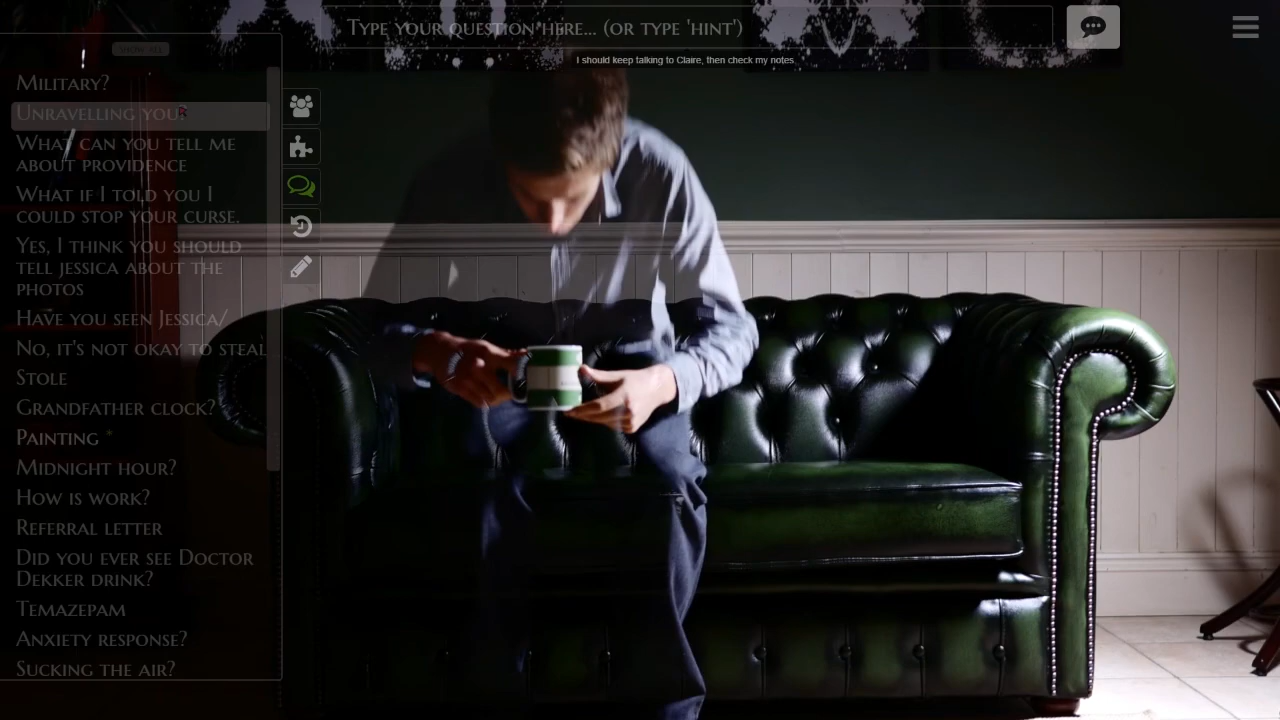 Type your question here... (or type 'hint')
I should keep talking to Claire, then check my notes
Show all
Military?
Unravelling you?
What can you tell me
about providence
What if I told you I
could stop your curse.
Yes, I think you should
tell jessica about the
photos
Have you seen Jessica/
No, it's not okay to steal
Stole
Grandfather clock?
Painting *
Midnight hour?
How is work?
Referral letter
Did you ever see Doctor
Dekker drink?
Temazepam
Anxiety response?
Sucking the air?